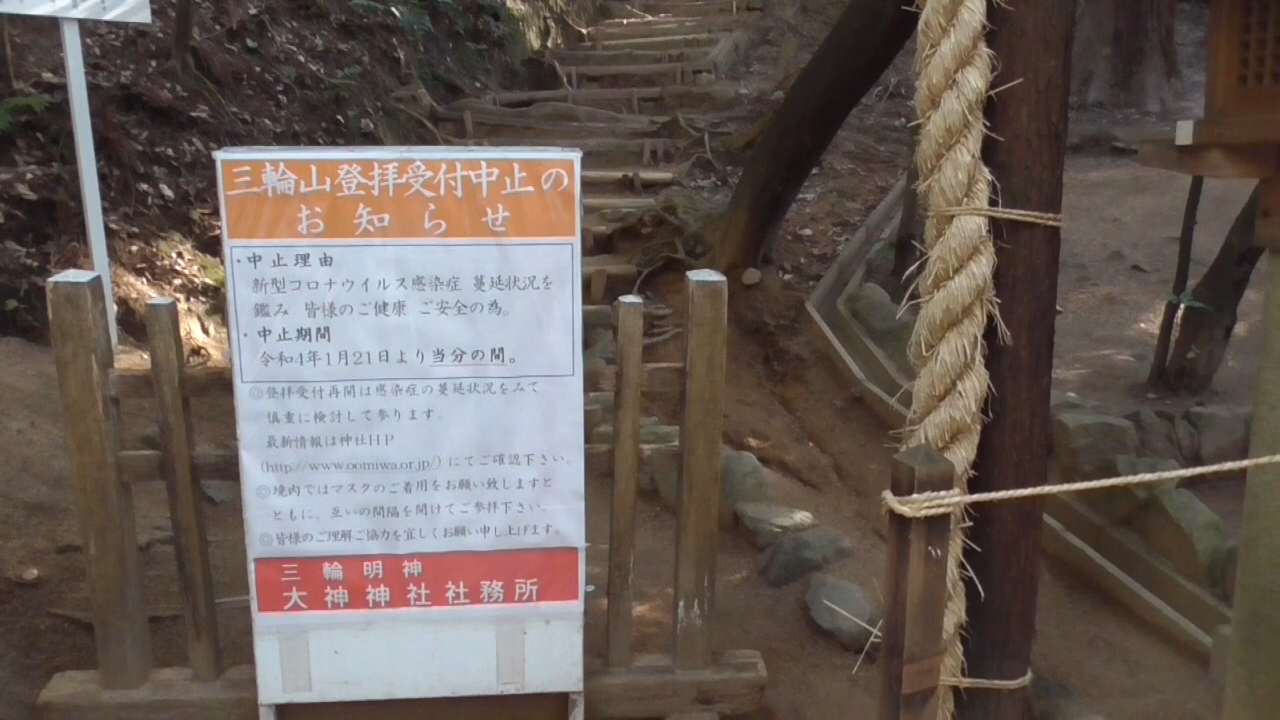 三輪山登拝受付中止の
お知らせ
・中止理由
新型コロナウイルス感染症 蔓延状況を
鑑み 皆様のご健康 ご安全の為。
・中止期間
令和4年1月21日より当分の間。
◎登拝受付再開は感染症の蔓延状況をみて
慎重に検討して参ります。
最新情報は神社HP
(http://www.oomiwa.or.jp/)にてご確認下さい。
◎境内ではマスクのご着用をお願い致しますと
ともに、互いの間隔を開けてご参拝下さい。
◎皆様のご理解ご協力を宜しくお願い申し上げます。
三輪明神
大神神社社務所